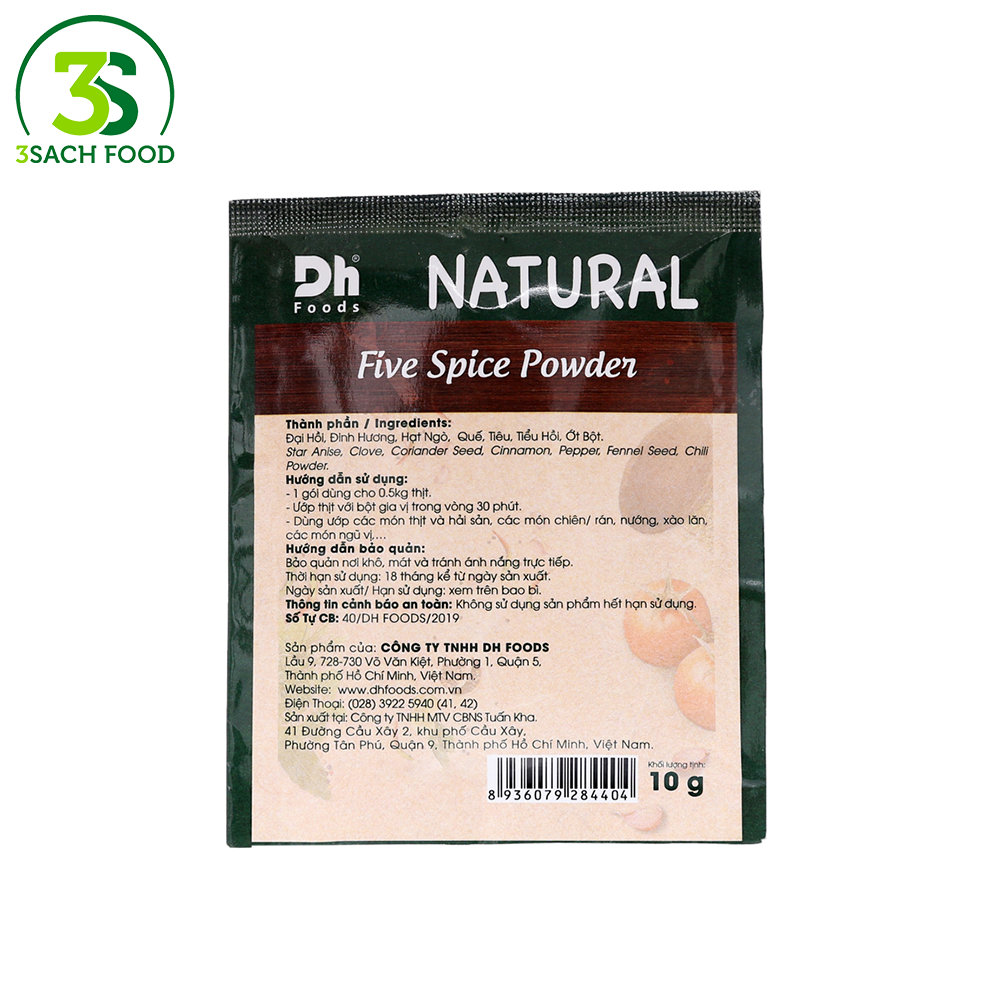 3S
3SACH FOOD
Dh®
Foods
NATURAL
Five Spice Powder
Thành phần / Ingredients:
Đại Hồi, Đinh Hương, Hạt Ngò, Quế, Tiêu, Tiểu Hồi, Ớt Bột.
Star Anise, Clove, Coriander Seed, Cinnamon, Pepper, Fennel Seed, Chili
Powder.
Hướng dẫn sử dụng:
- 1 gói dùng cho 0.5kg thịt.
- Ướp thịt với bột gia vị trong vòng 30 phút.
- Dùng ướp các món thịt và hải sản, các món chiên/ rán, nướng, xào lăn,
các món ngũ vị,...
Hướng dẫn bảo quản:
Bảo quản nơi khô, mát và tránh ánh nắng trực tiếp.
Thời hạn sử dụng: 18 tháng kể từ ngày sản xuất.
Ngày sản xuất/ Hạn sử dụng: xem trên bao bì.
Thông tin cảnh báo an toàn: Không sử dụng sản phẩm hết hạn sử dụng.
Số Tự CB: 40/DH FOODS/2019
Sản phẩm của: CÔNG TY TNHH DH FOODS
Lầu 9, 728-730 Võ Văn Kiệt, Phường 1, Quận 5,
Thành phố Hồ Chí Minh, Việt Nam.
Website: www.dhfoods.com.vn
Điện Thoại: (028) 3922 5940 (41, 42)
Sản xuất tại: Công ty TNHH MTV CBNS Tuấn Kha.
41 Đường Cầu Xây 2, khu phố Cầu Xây,
Phường Tân Phú, Quận 9, Thành phố Hồ Chí Minh, Việt Nam.
Khối lượng tịnh:
10 g
8 936079 284404